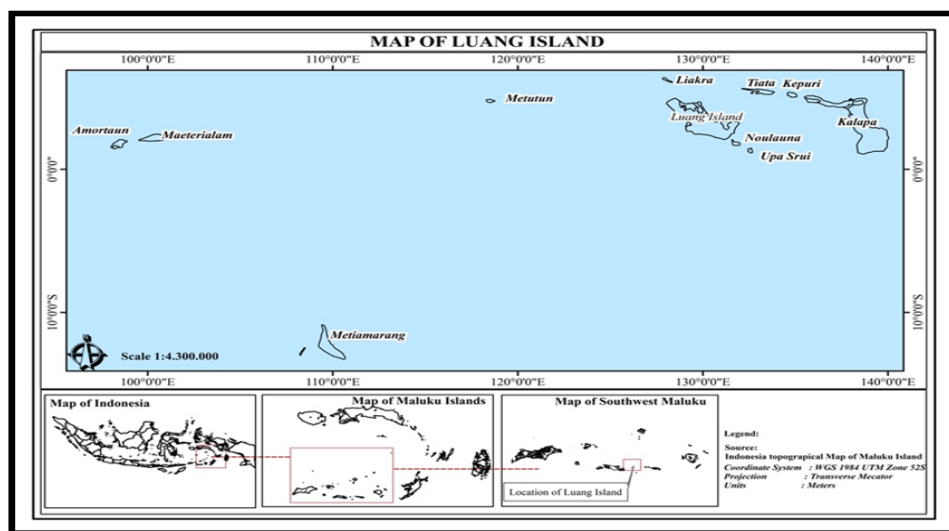 MAP OF LUANG ISLAND
100°0'0"E
110°0'0"E
120°0'0"E
130°0'0"E
140°0'0"E
Liakra
Tiata
Kepuri
Metutun
Luang Island
Kalapa
Amortaun
Maeterialam
Noulauna
Upa Srui
0°0'0"
0°0'0"
10°0'0"S
10°0'0"S
Metiamarang
Scale 1:4.300.000
100°0'0"E
110°0'0"E
120°0'0"E
130°0'0"E
140°0'0"E
Map of Indonesia
Map of Maluku Islands
Map of Southwest Maluku
Location of Luang Island
Legend:
Source:
Indonesia topograpical Map of Maluku Island
Coordinate System : WGS 1984 UTM Zone 52S
Projection : Transverse Mecator
Units : Meters